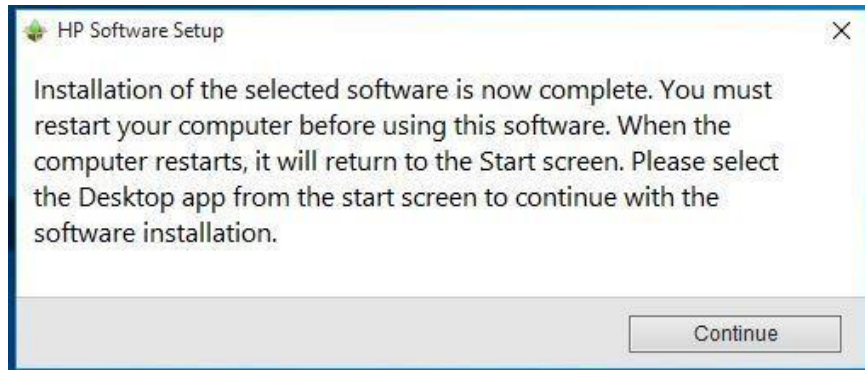 HP Software Setup
Installation of the selected software is now complete. You must
restart your computer before using this software. When the
computer restarts, it will return to the Start screen. Please select
the Desktop app from the start screen to continue with the
software installation.
Continue